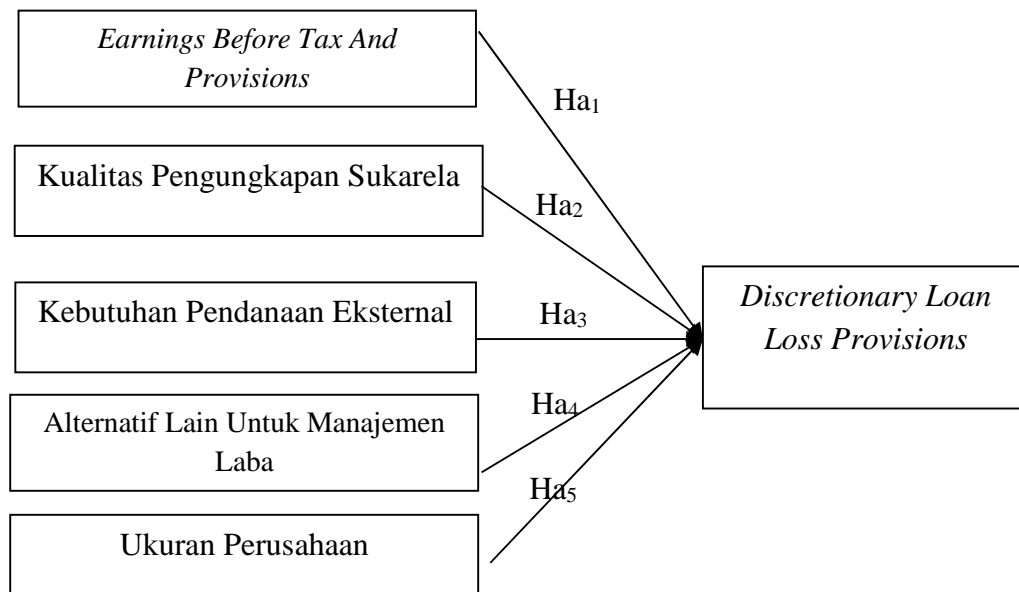 Earnings Before Tax And
Provisions
Ha1
Kualitas Pengungkapan Sukarela
Ha2
Kebutuhan Pendanaan Eksternal
Ha3
Discretionary Loan
Loss Provisions
Alternatif Lain Untuk Manajemen
Laba
Ha4
Ha5
Ukuran Perusahaan